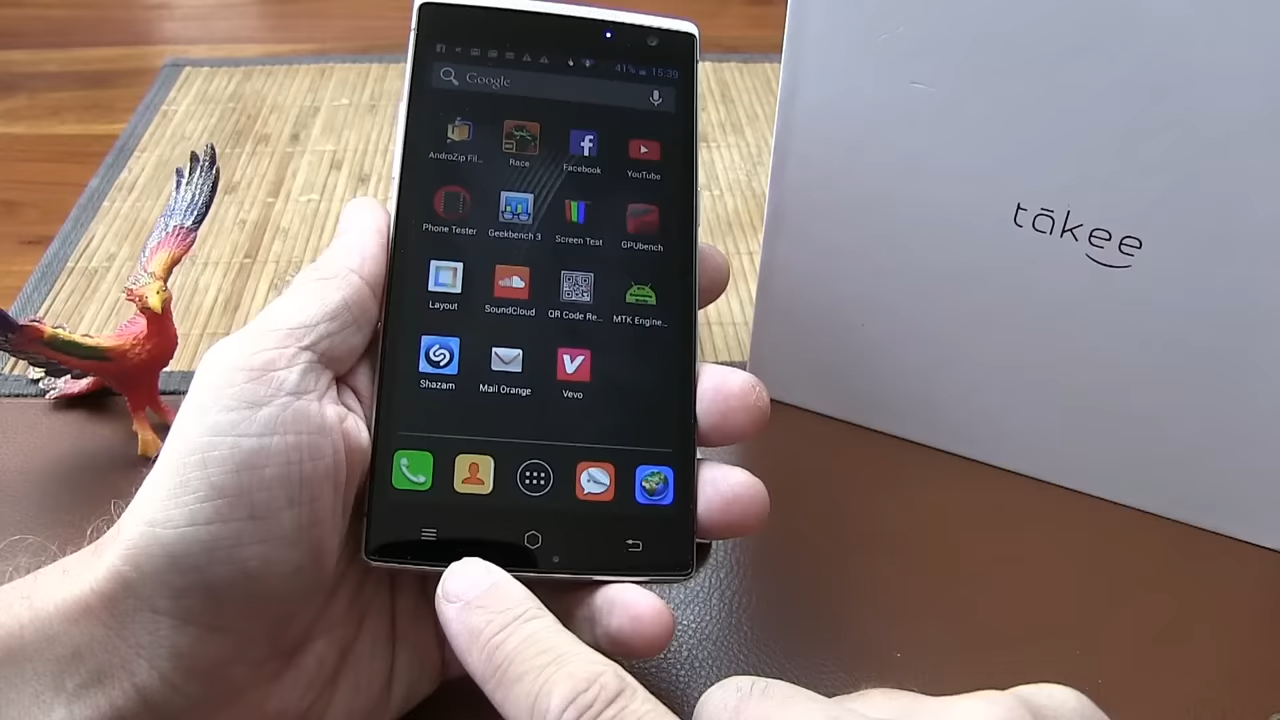 41% 15:39
Google
AndroZip Fil...
Race
Facebook
YouTube
Phone Tester
Geekbench 3
Screen Test
GPUbench
Layout
SoundCloud
QR Code Re...
MTK Engine...
Shazam
Mail Orange
Vevo
tākee